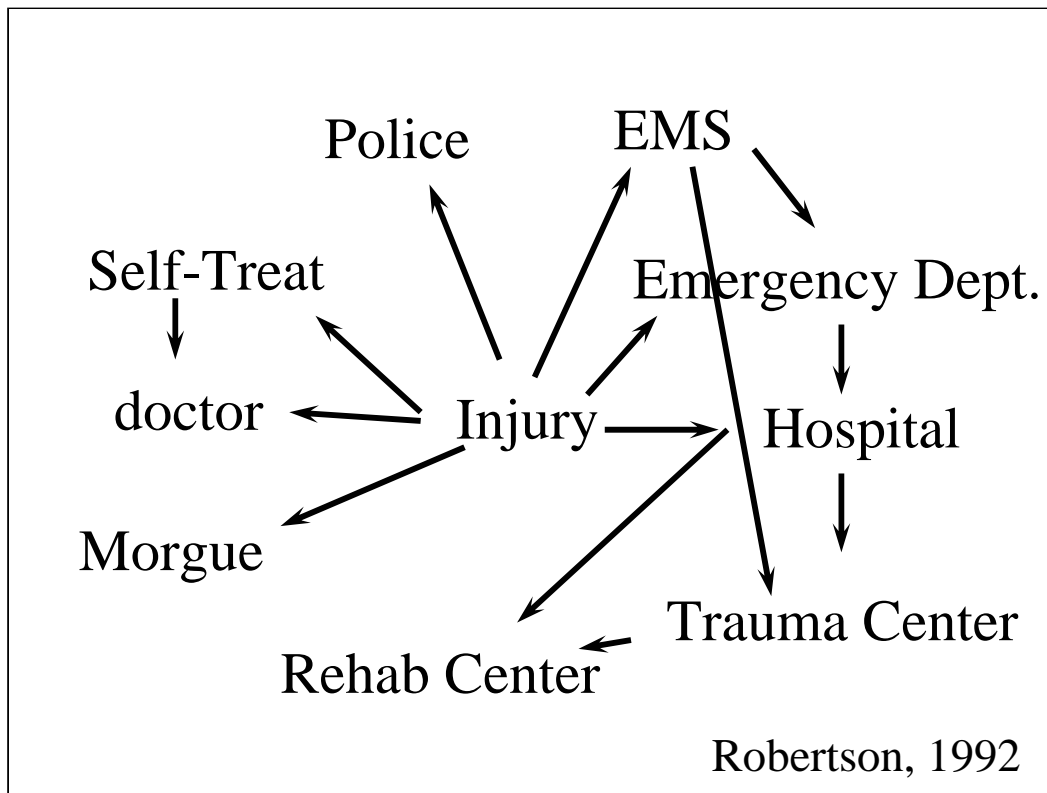 Police
EMS
Self-Treat
Emergency Dept.
doctor
Injury
Hospital
Morgue
Trauma Center
Rehab Center
Robertson, 1992